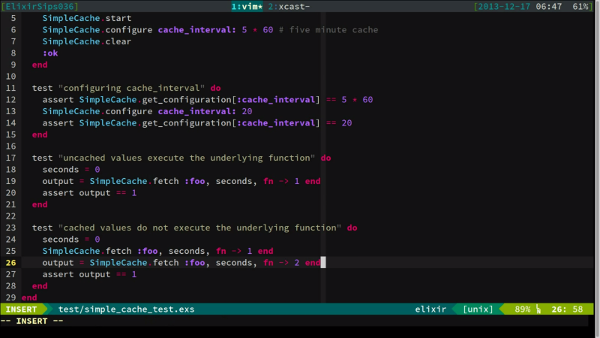 [ElixirSips036] 1:vim* 2:xcast- [2013-12-17 06:47 61%]
5 SimpleCache.start
6 SimpleCache.configure cache_interval: 5 * 60 # five minute cache
7 SimpleCache.clear
8 :ok
9 end
10
11 test "configuring cache_interval" do
12 assert SimpleCache.get_configuration[:cache_interval] == 5 * 60
13 SimpleCache.configure cache_interval: 20
14 assert SimpleCache.get_configuration[:cache_interval] == 20
15 end
16
17 test "uncached values execute the underlying function" do
18 seconds = 0
19 output = SimpleCache.fetch :foo, seconds, fn -> 1 end
20 assert output == 1
21 end
22
23 test "cached values do not execute the underlying function" do
24 seconds = 0
25 SimpleCache.fetch :foo, seconds, fn -> 1 end
26 output = SimpleCache.fetch :foo, seconds, fn -> 2 end
27 assert output == 1
28 end
29 end
INSERT test/simple_cache_test.exs elixir [unix] 89% 26: 58
-- INSERT --